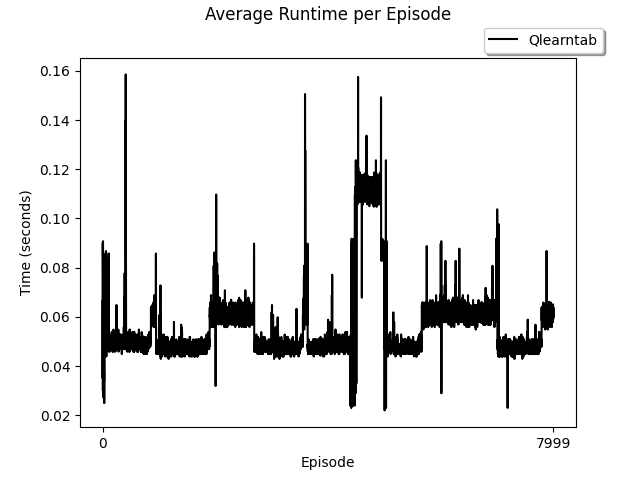 Average Runtime per Episode
Qlearntab
0.16
0.14
0.12
0.10
0.08
0.06
0.04
0.02
Time (seconds)
0
7999
Episode